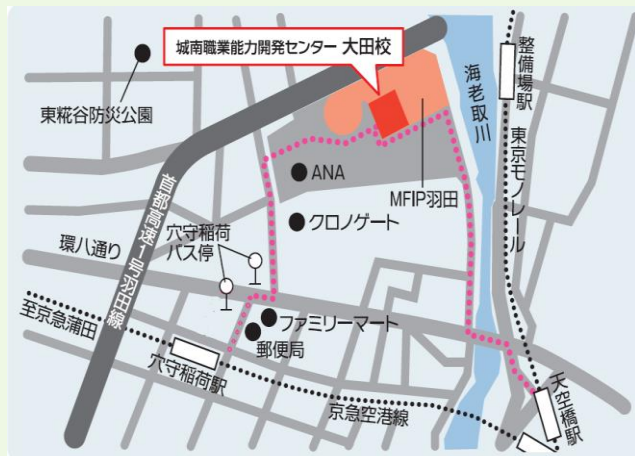 城南職業能力開発センター 大田校
東糀谷防災公園
海老取川
整備場駅
東京モノレール
ANA
MFIP羽田
クロノゲート
首都高速1号羽田線
穴守稲荷
バス停
環八通り
至京急蒲田
ファミリーマート
郵便局
穴守稲荷駅
京急空港線
天空橋駅